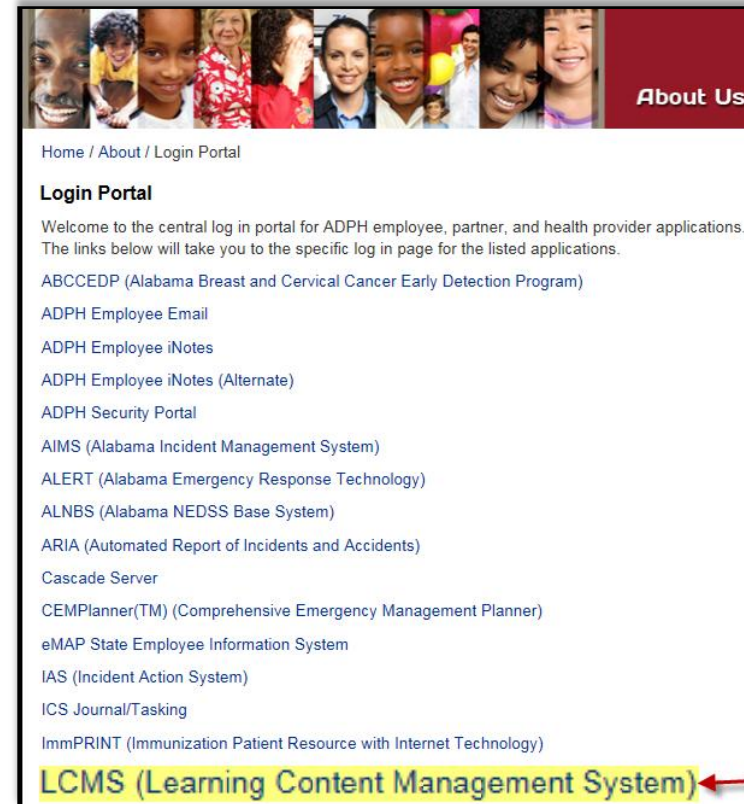 About Us
Home / About / Login Portal
Login Portal
Welcome to the central log in portal for ADPH employee, partner, and health provider applications.
The links below will take you to the specific log in page for the listed applications.
ABCCEDP (Alabama Breast and Cervical Cancer Early Detection Program)
ADPH Employee Email
ADPH Employee iNotes
ADPH Employee iNotes (Alternate)
ADPH Security Portal
AIMS (Alabama Incident Management System)
ALERT (Alabama Emergency Response Technology)
ALNBS (Alabama NEDSS Base System)
ARIA (Automated Report of Incidents and Accidents)
Cascade Server
CEMPlanner(TM) (Comprehensive Emergency Management Planner)
eMAP State Employee Information System
IAS (Incident Action System)
ICS Journal/Tasking
ImmPRINT (Immunization Patient Resource with Internet Technology)
LCMS (Learning Content Management System)